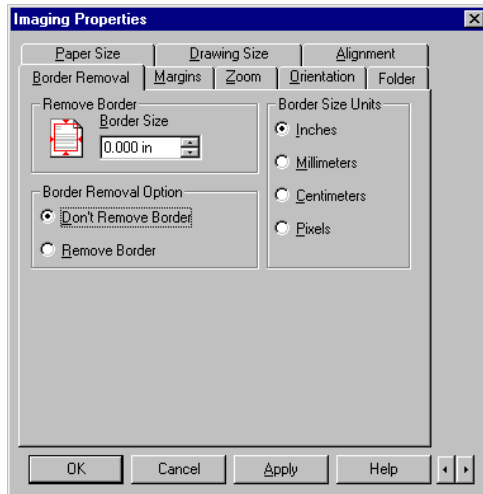 Imaging Properties
Paper Size Drawing Size Alignment
Border Removal Margins Zoom Orientation Folder
Remove Border
Border Size
0.000 in
Border Size Units
Inches
Millimeters
Centimeters
Pixels
Border Removal Option
Don't Remove Border
Remove Border
OK Cancel Apply Help